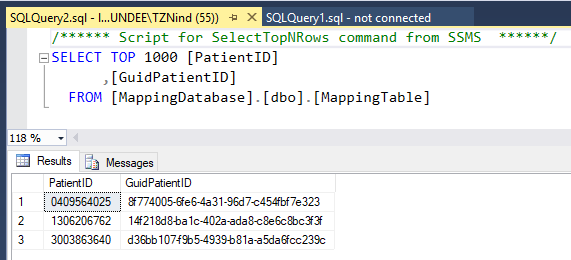 SQLQuery2.sql - I...UNDEE\TZNind (55))* SQLQuery1.sql - not connected
/****** Script for SelectTopNRows command from SSMS ******/
SELECT TOP 1000 [PatientID]
,[GuidPatientID]
FROM [MappingDatabase].[dbo].[MappingTable]
118 %
Results Messages
PatientID GuidPatientID
1 0409564025 8f774005-6fe6-4a31-96d7-c454fbf7e323
2 1306206762 14f218d8-ba1c-402a-ada8-c8e6c8bc3f3f
3 3003863640 d36bb107-f9b5-4939-b81a-a5da6fcc239c